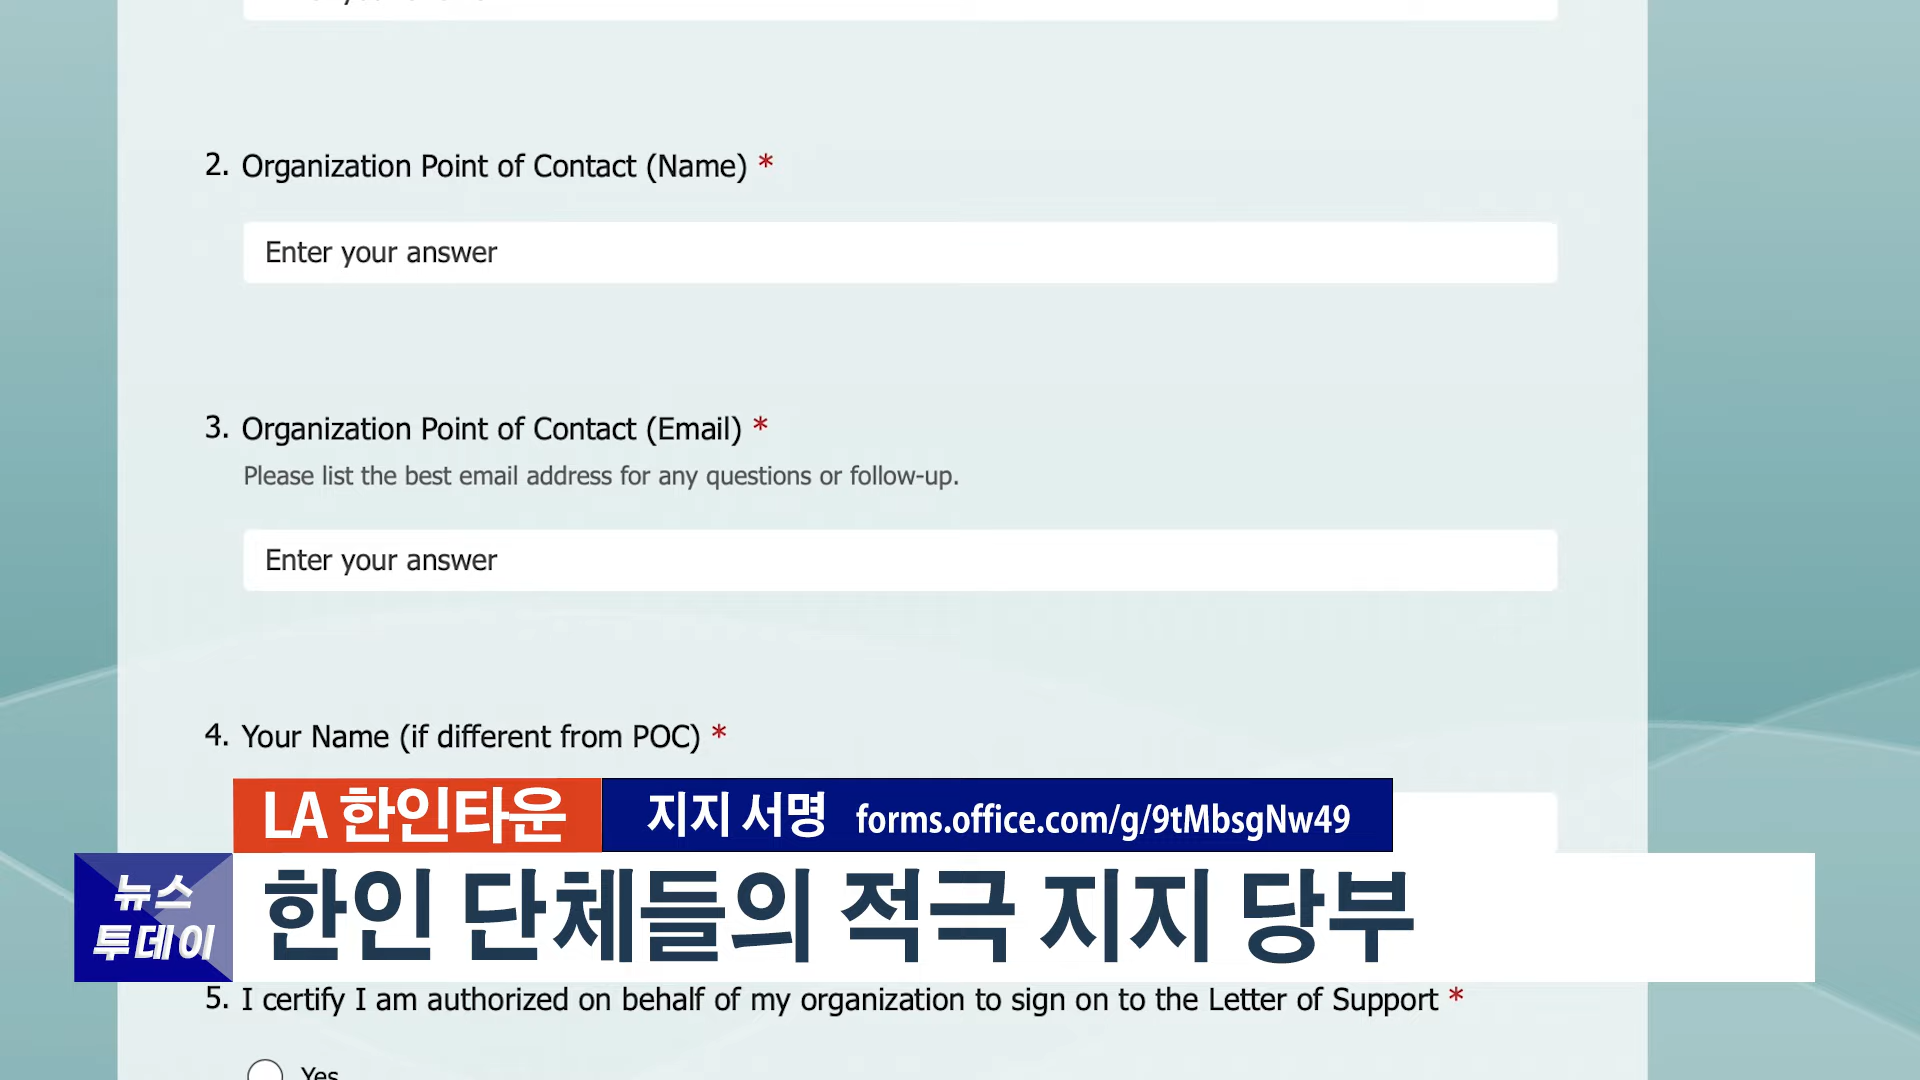 2. Organization Point of Contact (Name) *
Enter your answer
3. Organization Point of Contact (Email) *
Please list the best email address for any questions or follow-up.
Enter your answer
4. Your Name (if different from POC) *
LA 한인타운
지지 서명 forms.office.com/g/9tMbsgNw49
뉴스
투데이
한인 단체들의 적극 지지 당부
5. I certify I am authorized on behalf of my organization to sign on to the Letter of Support *
Yes